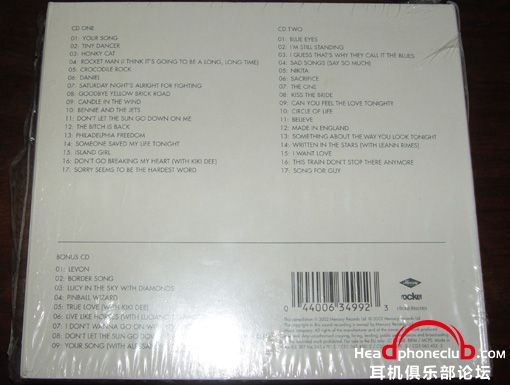 CD ONE
01: YOUR SONG
02: TINY DANCER
03: HONKY CAT
04: ROCKET MAN (I THINK IT'S GOING TO BE A LONG, LONG TIME)
05: CROCODILE ROCK
06: DANIEL
07: SATURDAY NIGHT'S ALRIGHT FOR FIGHTING
08: GOODBYE YELLOW BRICK ROAD
09: CANDLE IN THE WIND
10: BENNIE AND THE JETS
11: DON'T LET THE SUN GO DOWN ON ME
12: THE BITCH IS BACK
13: PHILADELPHIA FREEDOM
14: SOMEONE SAVED MY LIFE TONIGHT
15: ISLAND GIRL
16: DON'T GO BREAKING MY HEART (WITH KIKI DEE)
17: SORRY SEEMS TO BE THE HARDEST WORD
CD TWO
01: BLUE EYES
02: I'M STILL STANDING
03: I GUESS THAT'S WHY THEY CALL IT THE BLUES
04: SAD SONGS (SAY SO MUCH)
05: NIKITA
06: SACRIFICE
07: THE ONE
08: KISS THE BRIDE
09: CAN YOU FEEL THE LOVE TONIGHT?
10: CIRCLE OF LIFE
11: BELIEVE
12: MADE IN ENGLAND
13: SOMETHING ABOUT THE WAY YOU LOOK TONIGHT
14: WRITTEN IN THE STARS (WITH LEANN RIMES)
15: I WANT LOVE
16: THIS TRAIN DON'T STOP THERE ANYMORE
17: SONG FOR GUY
BONUS CD
01: LEVON
02: BORDER SONG
03: LUCY IN THE SKY WITH DIAMONDS
04: PINBALL WIZARD
05: TRUE LOVE (WITH KIKI DEE)
06: LIVE LIKE HORSES (WITH LUCIANO
07: I DON'T WANNA GO ON WITH YOU
08: DON'T LET THE SUN GO DOWN
09: YOUR SONG (WITH ALESSA
0 44006 34992 3
rocket
Headphoneclub.com
耳机俱乐部论坛